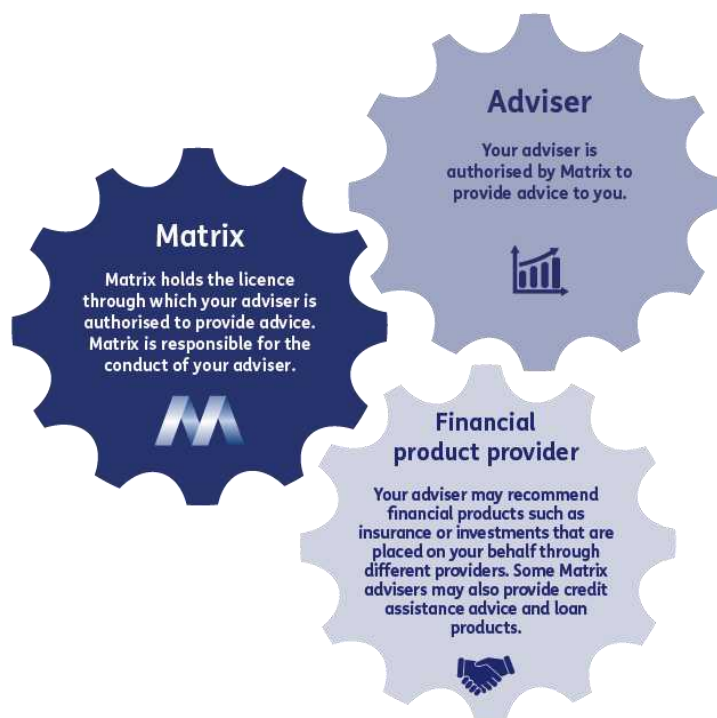 Adviser
Your adviser is
authorised by Matrix to
provide advice to you.
Matrix
Matrix holds the licence
through which your adviser is
authorised to provide advice.
Matrix is responsible for the
conduct of your adviser.
Financial
product provider
Your adviser may recommend
financial products such as
insurance or investments that are
placed on your behalf through
different providers. Some Matrix
advisers may also provide credit
assistance advice and loan
products.